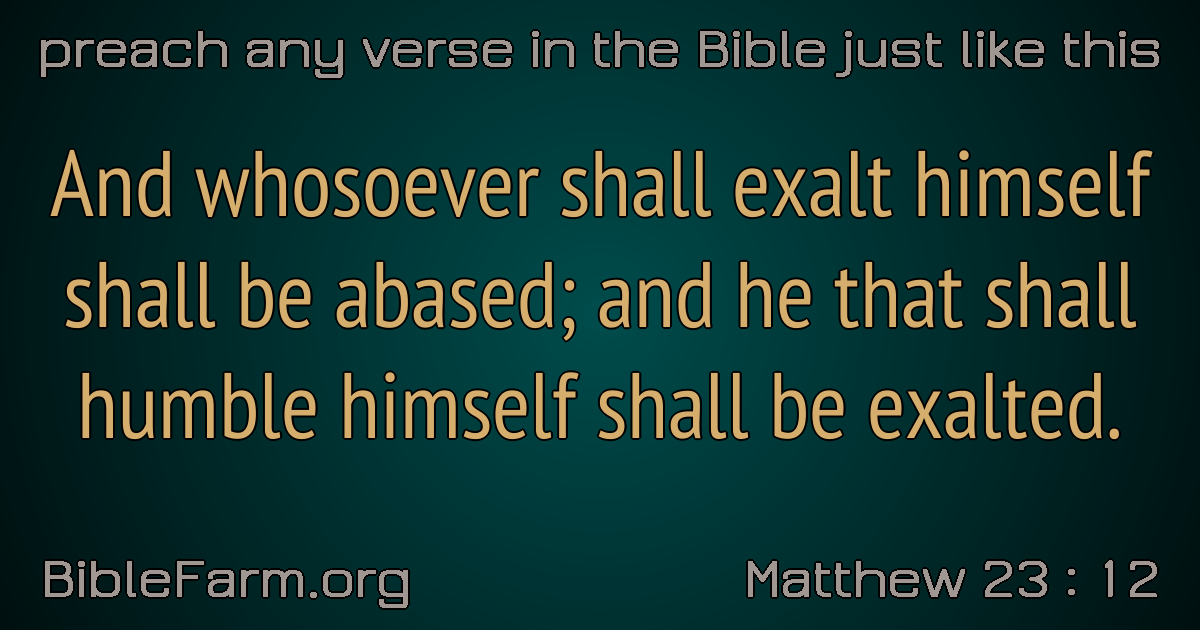 preach any verse in the Bible just like this
And whosoever shall exalt himself
shall be abased; and he that shall
humble himself shall be exalted.
BibleFarm.org
Matthew 23 : 12